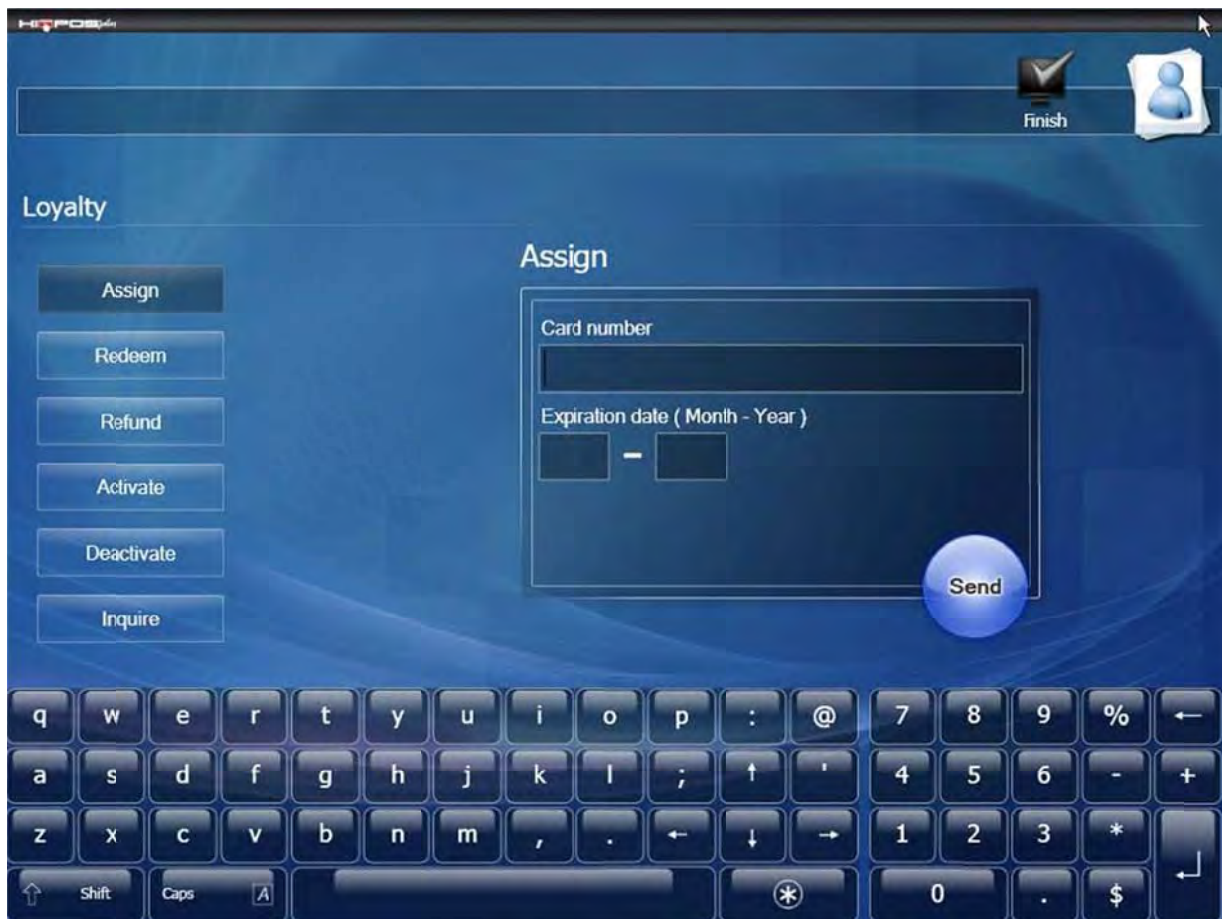 HIOPOS
Finish
Loyalty
Assign
Assign
Redeem
Refund
Activate
Deactivate
Inquire
Card number
Expiration date ( Month - Year )
Send
q w e r t y u i o p : @ 7 8 9 % ←
a s d f g h j k l ; ↑ ' 4 5 6 - +
z x c v b n m , . ← ↓ → 1 2 3 * ↵
⇧ Shift Caps A ⊛ 0 . $